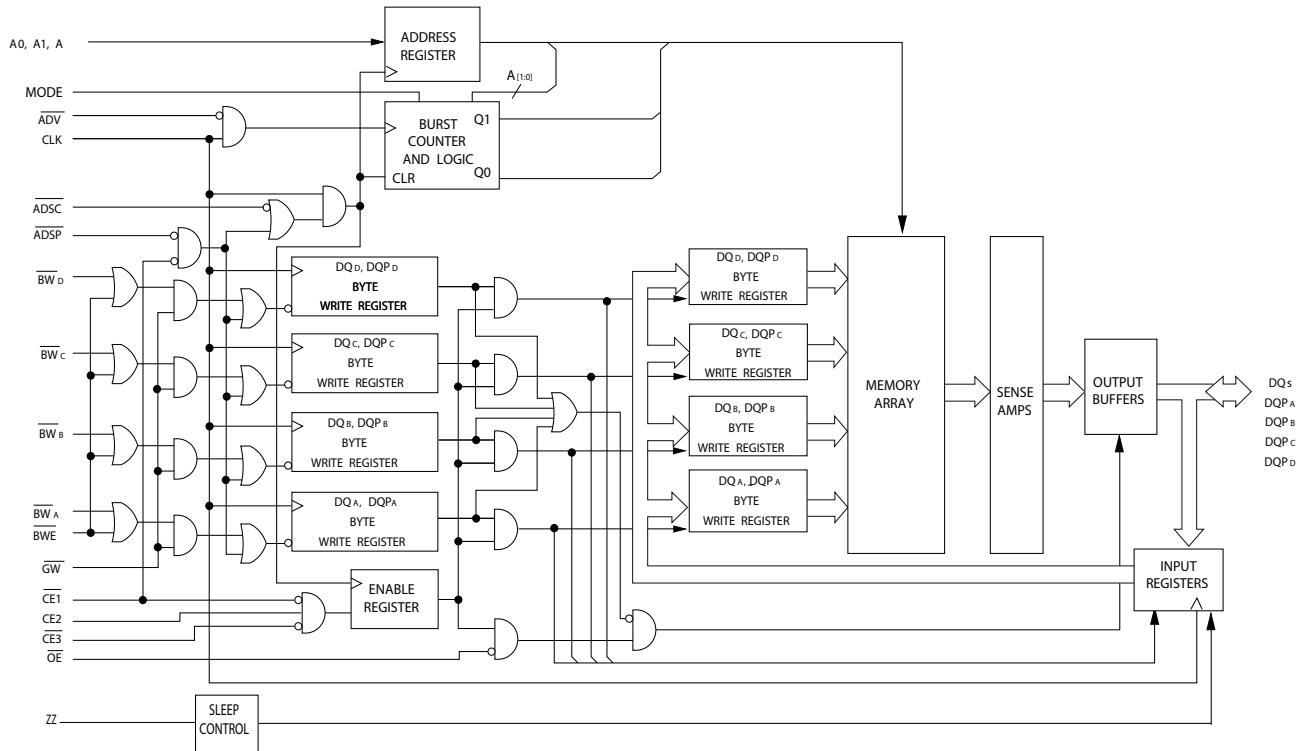 A0, A1, A
ADDRESS
REGISTER
MODE
A [1:0]
ADV
CLK
BURST
COUNTER
AND LOGIC
CLR
Q1
Q0
ADSC
ADSP
BW D
DQ D, DQP D
BYTE
WRITE REGISTER
DQ D, DQP D
BYTE
WRITE REGISTER
BW C
DQ C, DQP C
BYTE
WRITE REGISTER
DQ C, DQP C
BYTE
WRITE REGISTER
BW B
DQ B, DQP B
BYTE
WRITE REGISTER
DQ B, DQP B
BYTE
WRITE REGISTER
BW A
BWE
DQ A, DQP A
BYTE
WRITE REGISTER
DQ A, DQP A
BYTE
WRITE REGISTER
MEMORY
ARRAY
SENSE
AMPS
OUTPUT
BUFFERS
DQ s
DQP A
DQP B
DQP C
DQP D
GW
CE1
CE2
CE3
OE
ENABLE
REGISTER
INPUT
REGISTERS
ZZ
SLEEP
CONTROL